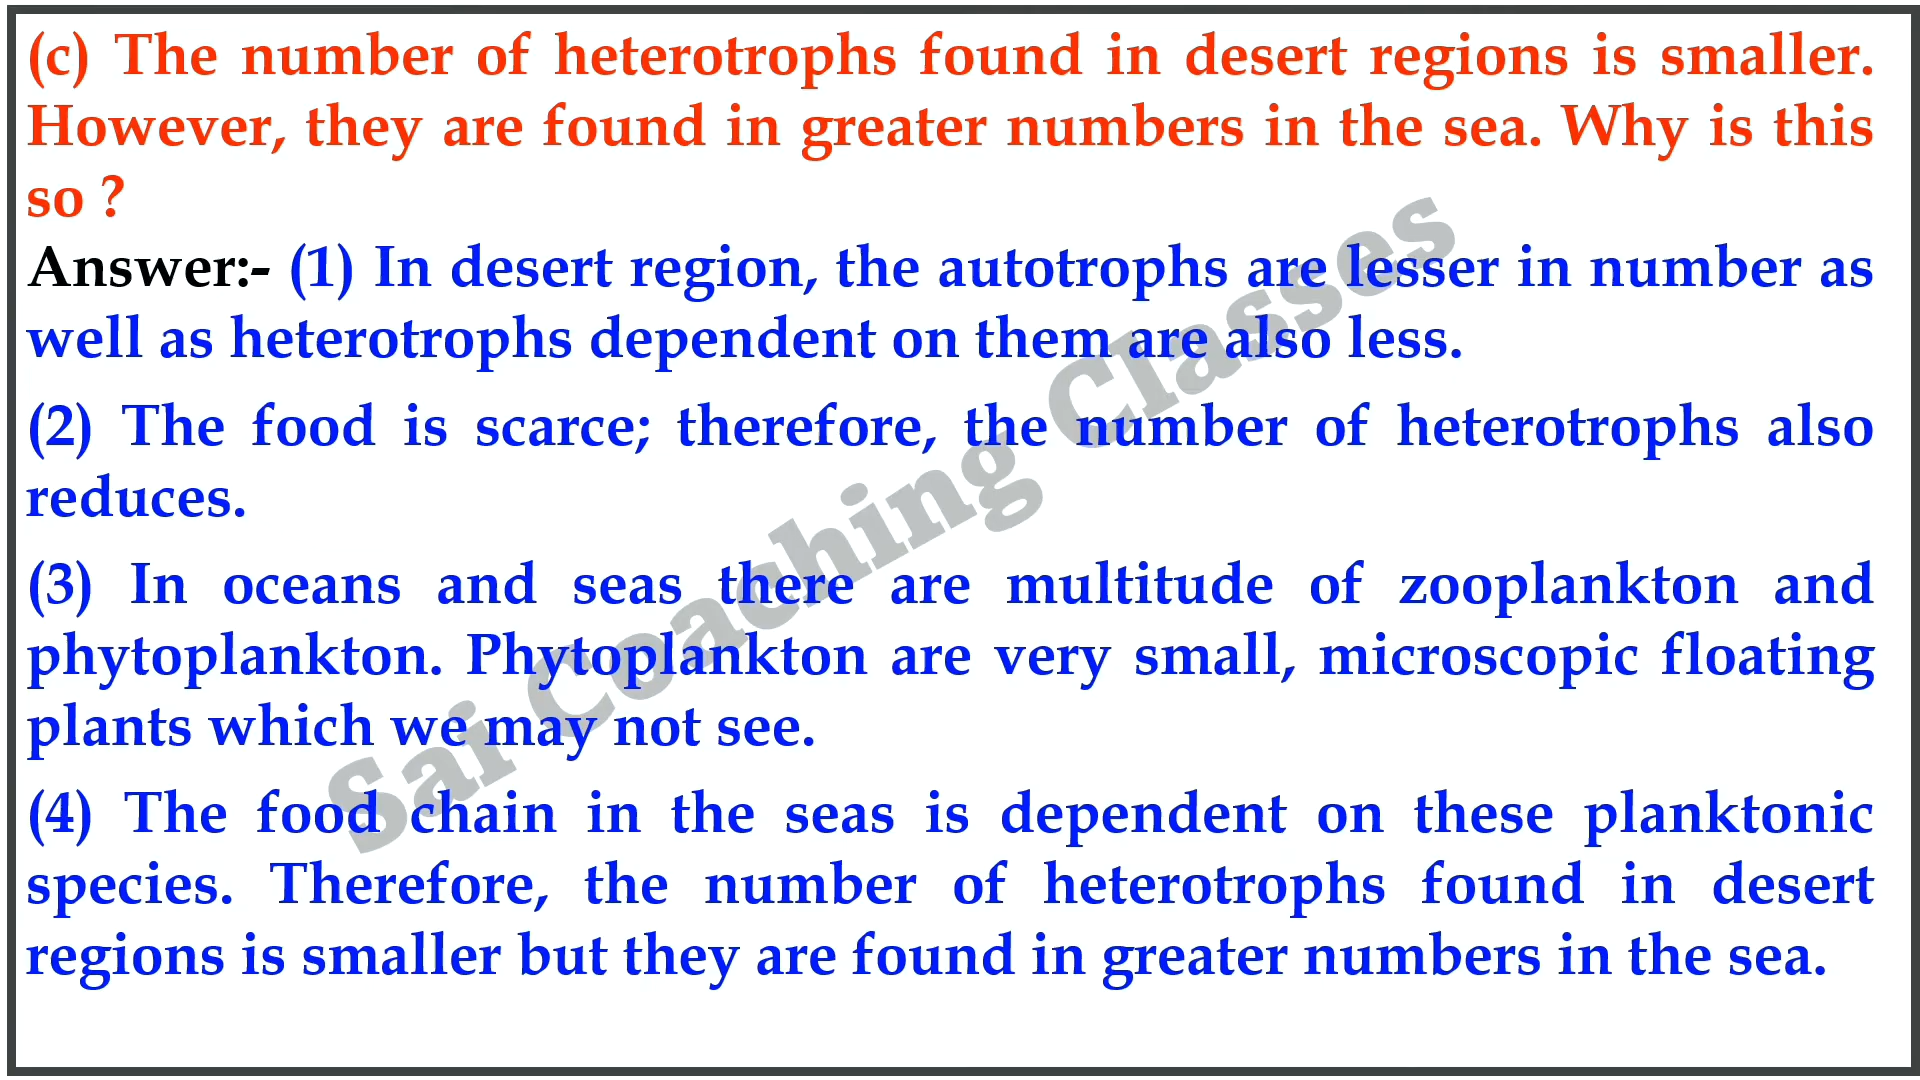 (c) The number of heterotrophs found in desert regions is smaller.
However, they are found in greater numbers in the sea. Why is this
so ?
Answer:- (1) In desert region, the autotrophs are lesser in number as
well as heterotrophs dependent on them are also less.
(2) The food is scarce; therefore, the number of heterotrophs also
reduces.
(3) In oceans and seas there are multitude of zooplankton and
phytoplankton. Phytoplankton are very small, microscopic floating
plants which we may not see.
(4) The food chain in the seas is dependent on these planktonic
species. Therefore, the number of heterotrophs found in desert
regions is smaller but they are found in greater numbers in the sea.
Sai Coaching Classes